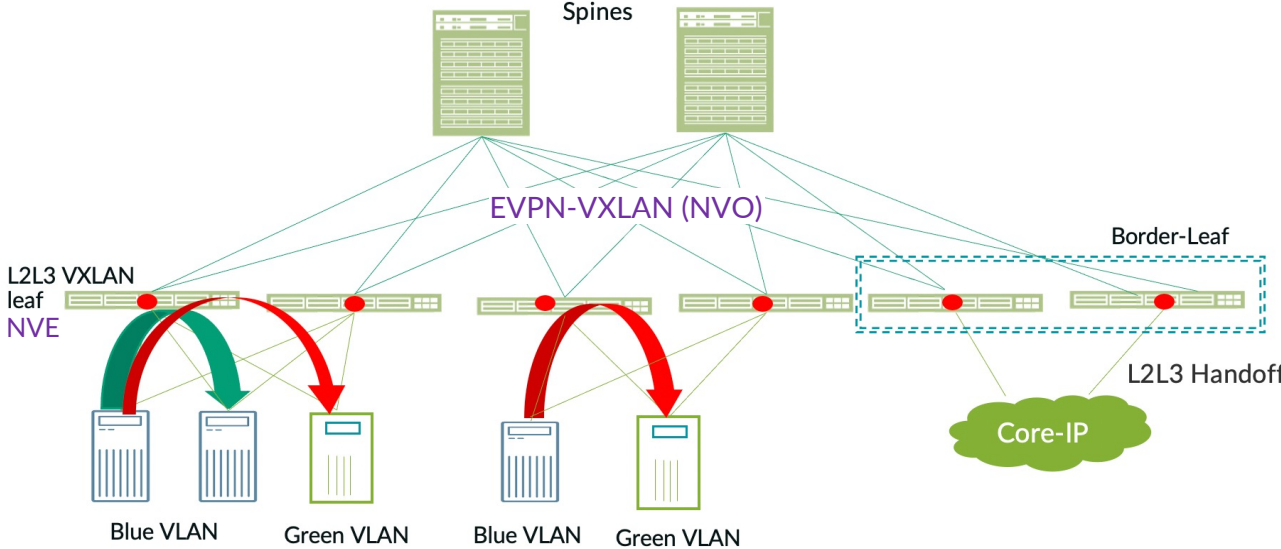 Spines
EVPN-VXLAN (NVO)
Border-Leaf
L2L3 VXLAN
leaf
NVE
L2L3 Handoff
Core-IP
Blue VLAN
Green VLAN
Blue VLAN
Green VLAN